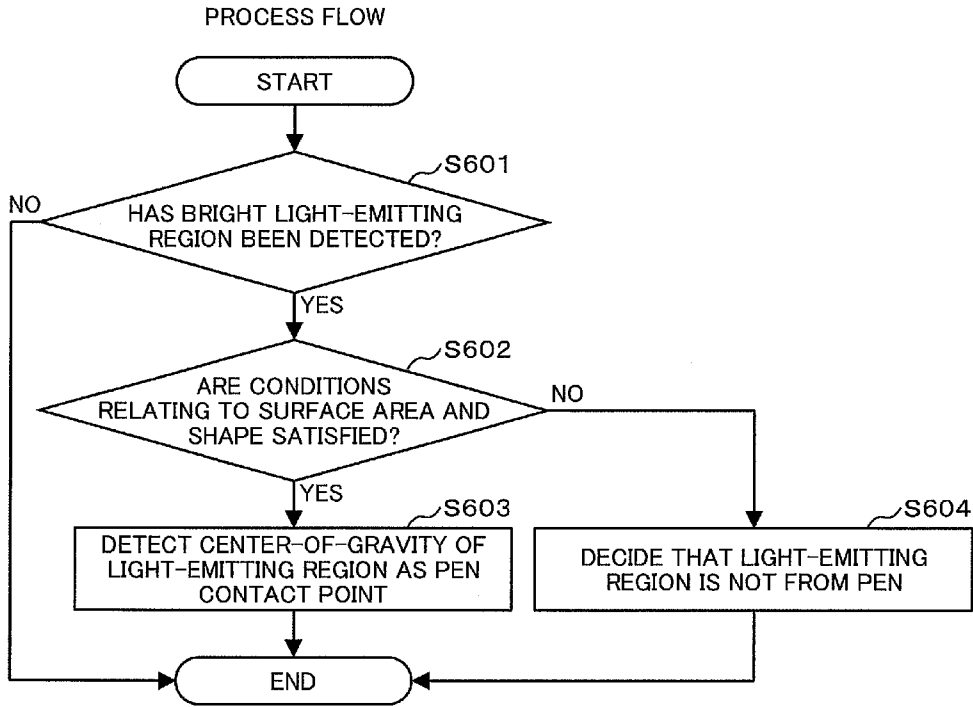 PROCESS FLOW
START
S601
NO
HAS BRIGHT LIGHT-EMITTING
REGION BEEN DETECTED?
YES
S602
ARE CONDITIONS
RELATING TO SURFACE AREA AND
SHAPE SATISFIED?
NO
YES
S603
DETECT CENTER-OF-GRAVITY OF
LIGHT-EMITTING REGION AS PEN
CONTACT POINT
S604
DECIDE THAT LIGHT-EMITTING
REGION IS NOT FROM PEN
END